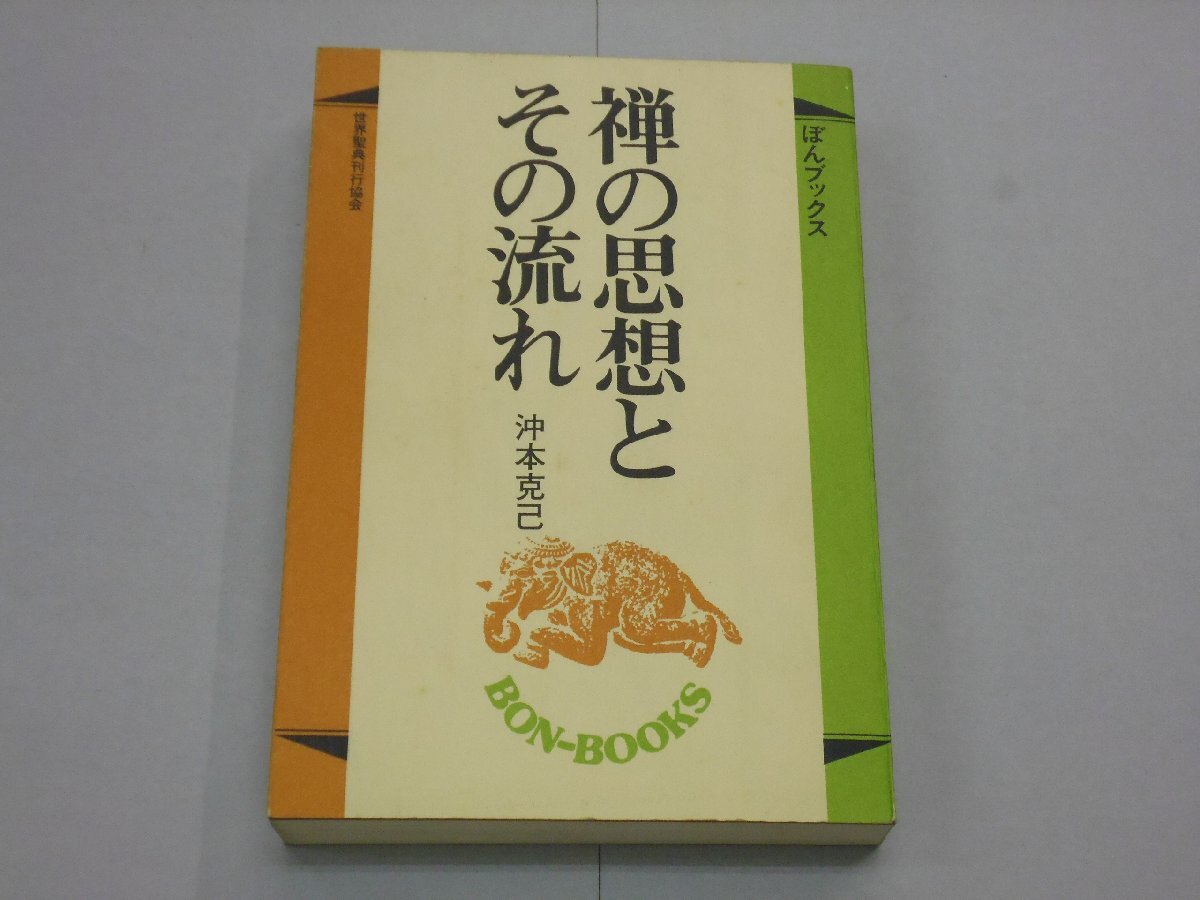 ぼんブックス
禅の思想と
その流れ
沖本克己
世界聖典刊行協会
BON-BOOKS